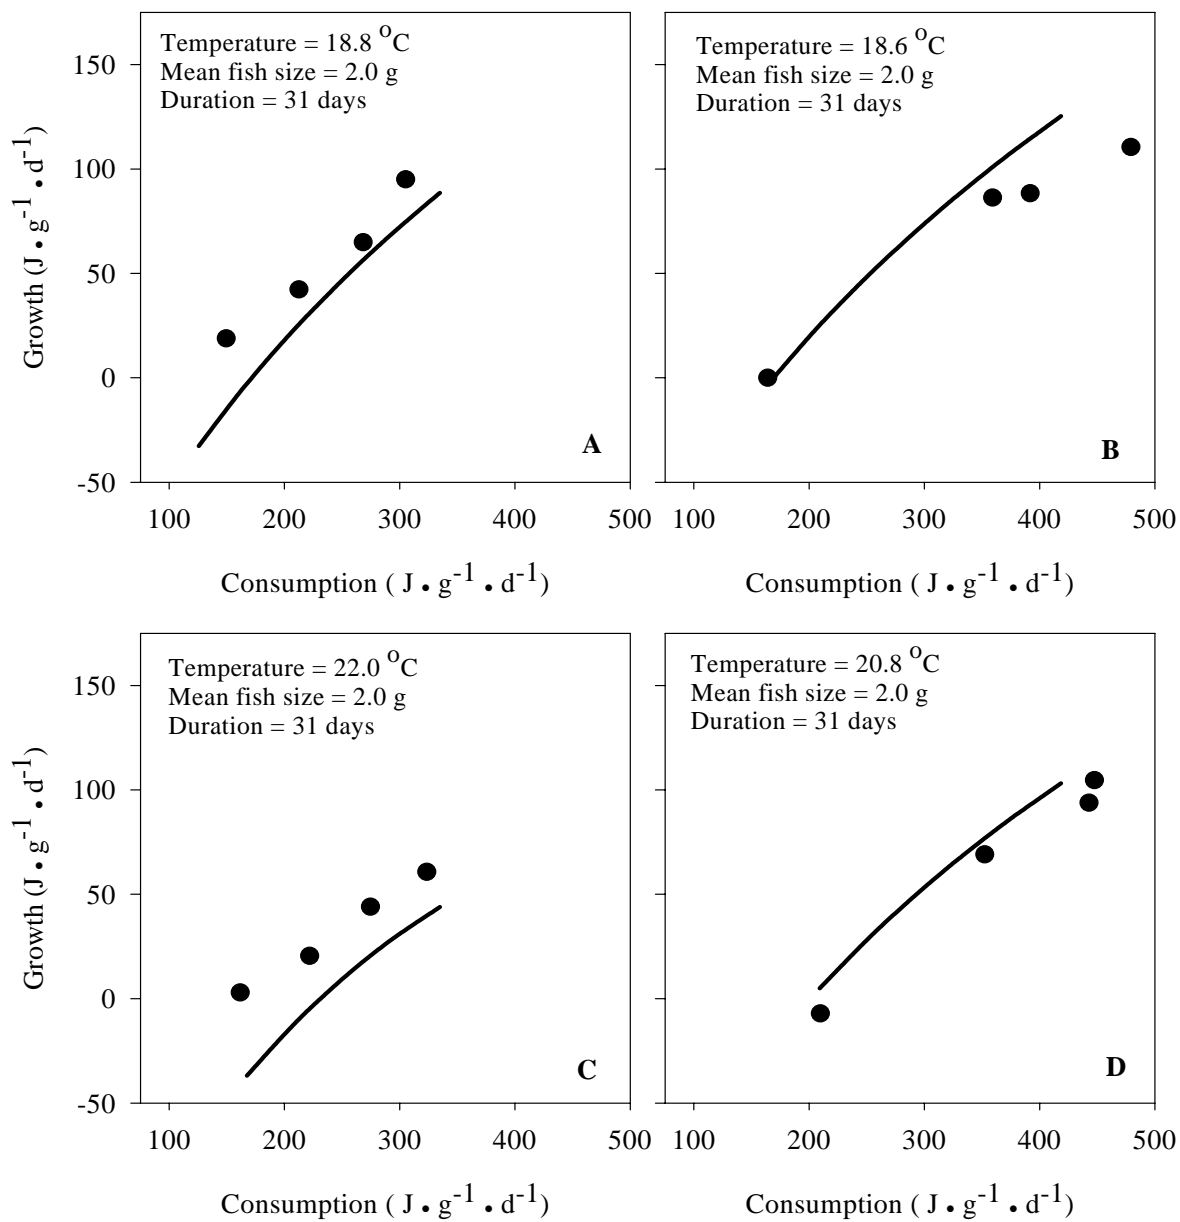 Temperature = 18.8 °C
Mean fish size = 2.0 g
Duration = 31 days
150
100
50
0
-50
Growth (J • g⁻¹ • d⁻¹)
A
100 200 300 400 500
Consumption ( J • g⁻¹ • d⁻¹)
Temperature = 18.6 °C
Mean fish size = 2.0 g
Duration = 31 days
B
100 200 300 400 500
Consumption ( J • g⁻¹ • d⁻¹)
Temperature = 22.0 °C
Mean fish size = 2.0 g
Duration = 31 days
150
100
50
0
-50
Growth (J • g⁻¹ • d⁻¹)
C
100 200 300 400 500
Consumption ( J • g⁻¹ • d⁻¹)
Temperature = 20.8 °C
Mean fish size = 2.0 g
Duration = 31 days
D
100 200 300 400 500
Consumption ( J • g⁻¹ • d⁻¹)